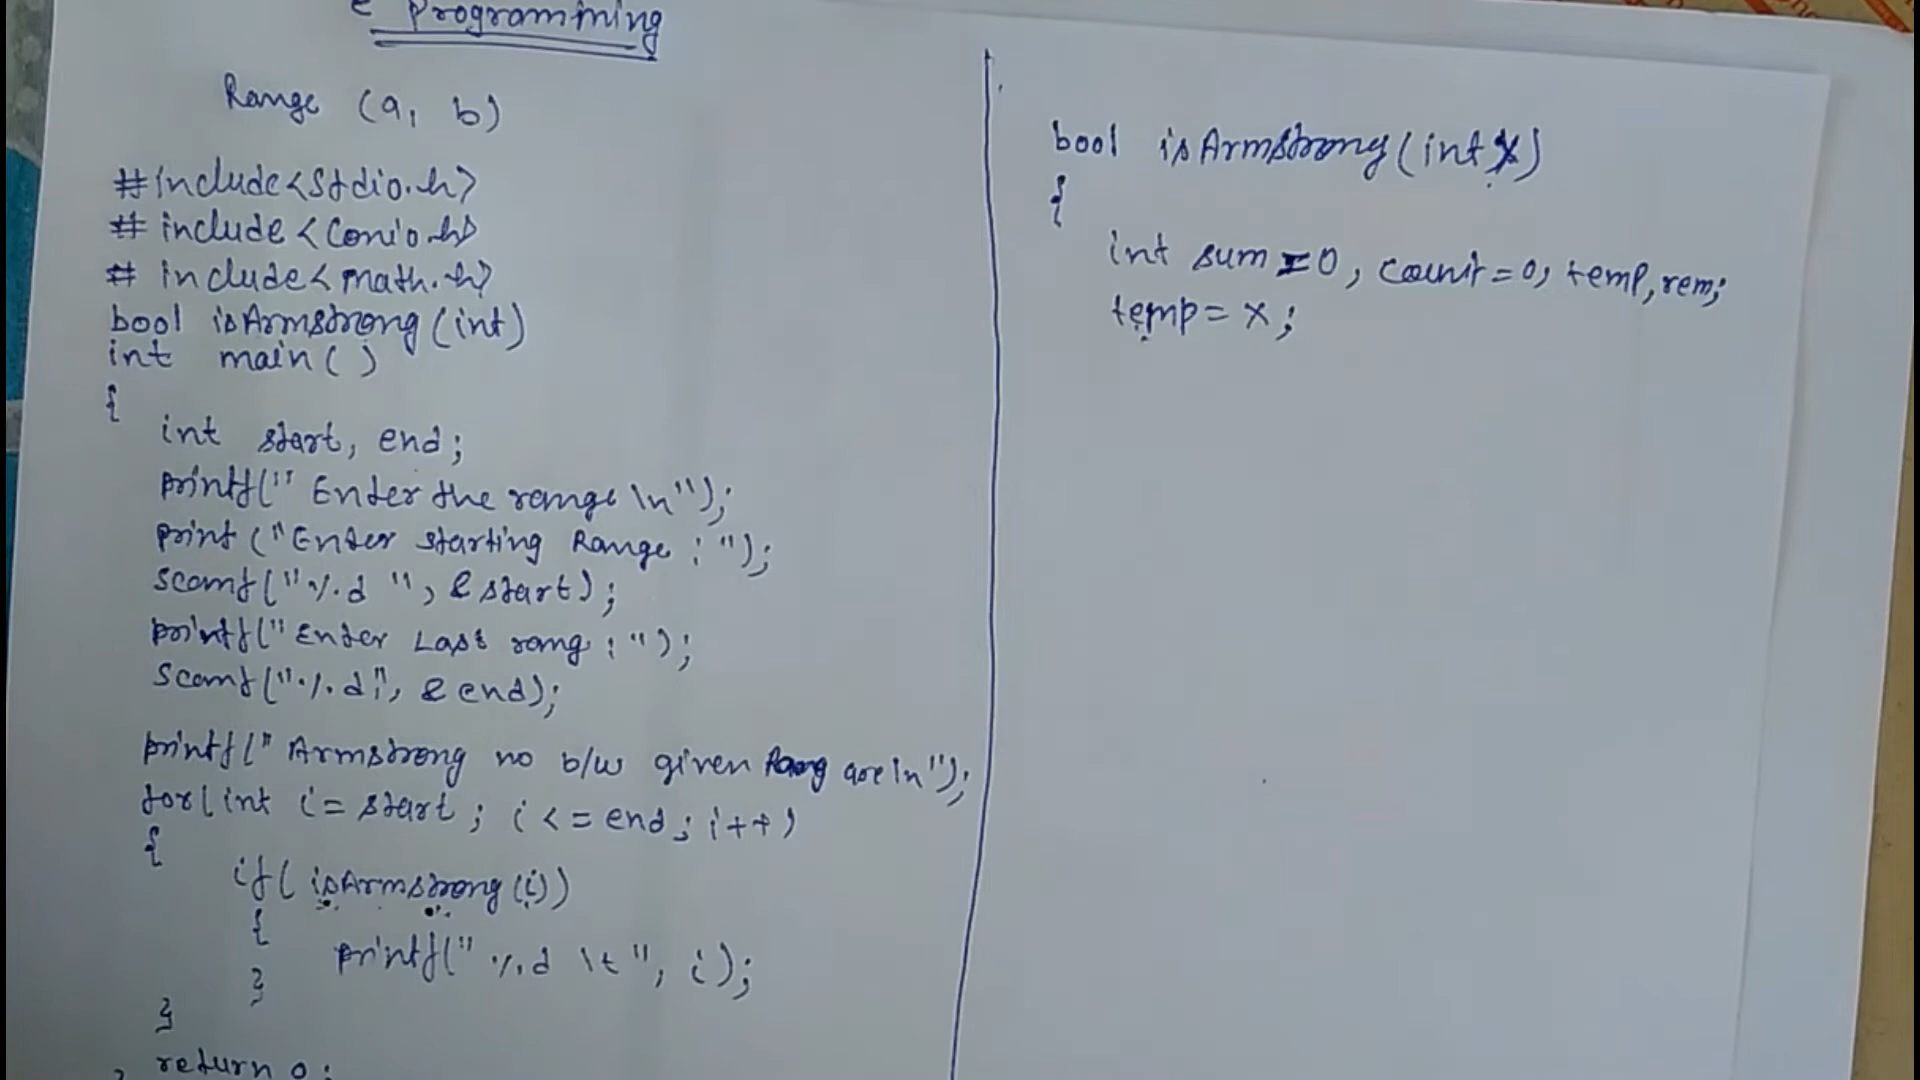 C Programming
Range (a, b)
#include<stdio.h>
# include <conio.h>
# include<math.h>
bool isArmstrong (int)
int main()
{
int start, end;
printf(" Enter the range \n");
print ("Enter starting Range : ");
scanf("%d ", &start);
printf(" Enter Last rang : ");
scanf("%d", &end);
printf(" Armstrong no b/w given Rang are\n");
for(int i = start ; i <= end ; i++)
{
if( isArmstrong (i))
{
printf(" %d \t", i);
}
}
return 0;
}
bool isArmstrong(int x)
{
int sum = 0, count = 0, temp, rem;
temp = x ;